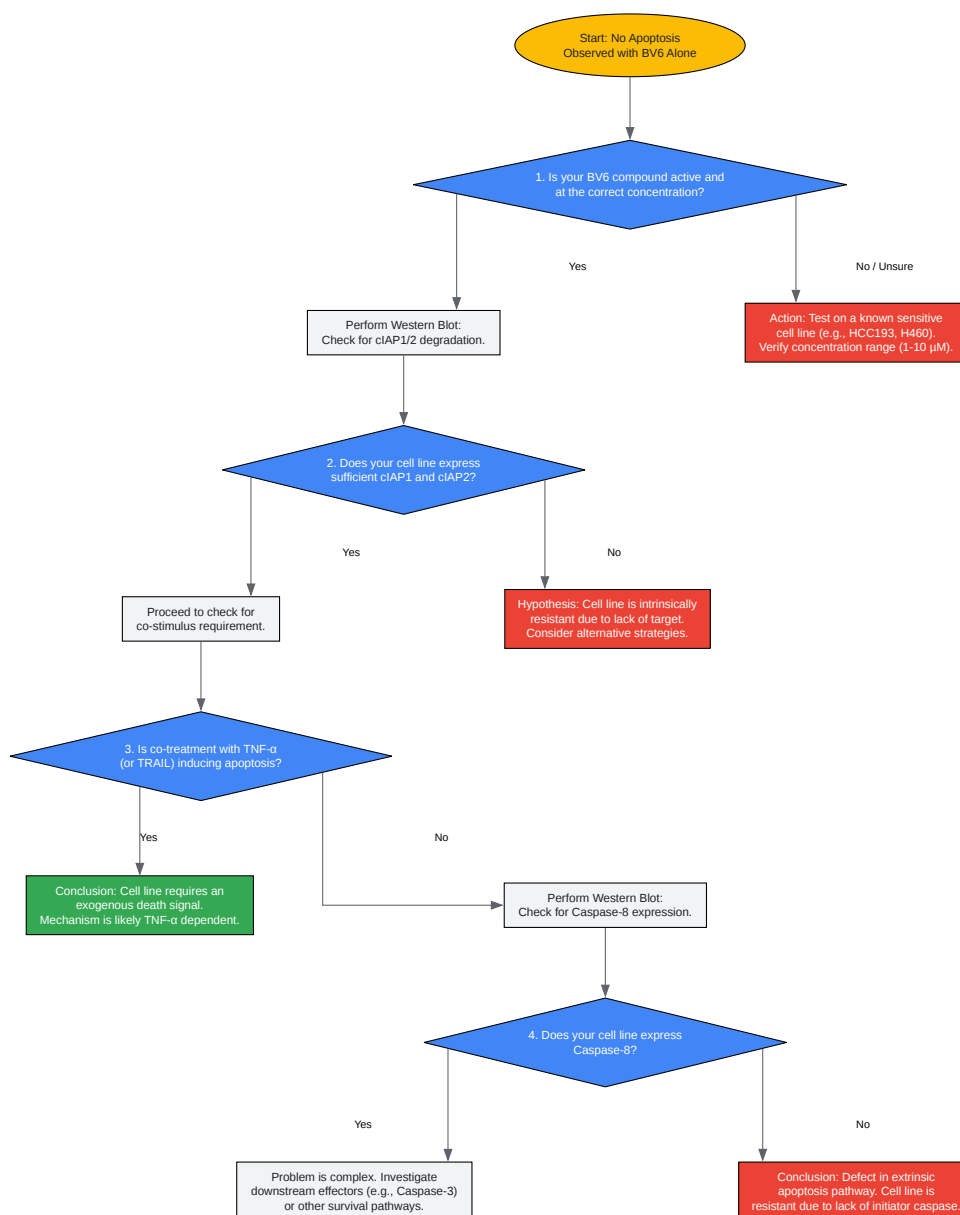 Start: No Apoptosis
Observed with BV6 Alone
1. Is your BV6 compound active and
at the correct concentration?
Yes
No / Unsure
Perform Western Blot:
Check for cIAP1/2 degradation.
Action: Test on a known sensitive
cell line (e.g., HCC193, H460).
Verify concentration range (1-10 µM).
2. Does your cell line express
sufficient cIAP1 and cIAP2?
Yes
No
Proceed to check for
co-stimulus requirement.
Hypothesis: Cell line is intrinsically
resistant due to lack of target.
Consider alternative strategies.
3. Is co-treatment with TNF-α
(or TRAIL) inducing apoptosis?
Yes
No
Conclusion: Cell line requires an
exogenous death signal.
Mechanism is likely TNF-α dependent.
Perform Western Blot:
Check for Caspase-8 expression.
4. Does your cell line express
Caspase-8?
Yes
No
Problem is complex. Investigate
downstream effectors (e.g., Caspase-3)
or other survival pathways.
Conclusion: Defect in extrinsic
apoptosis pathway. Cell line is
resistant due to lack of initiator caspase.